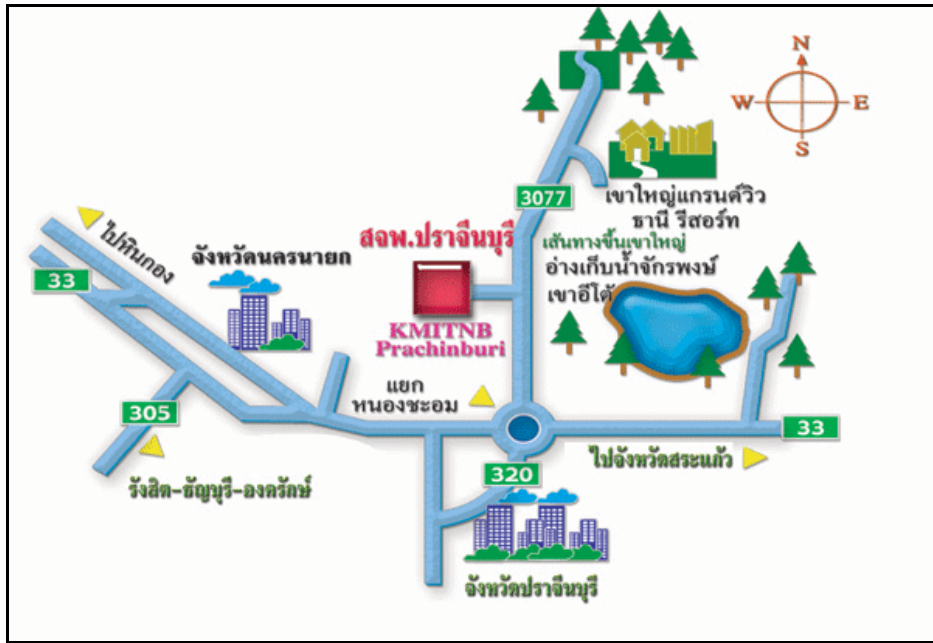 N
W
E
S
3077
เขาใหญ่แกรนด์วิว
ธานี รีสอร์ท
สจพ.ปราจีนบุรี
เส้นทางขึ้นเขาใหญ่
อ่างเก็บน้ำจักรพงษ์
เขาอีโต้
ไปหินกอง
33
จังหวัดนครนายก
KMITNB
Prachinburi
แยก
หนองชะอม
305
33
ไปจังหวัดสระแก้ว
320
รังสิต-ธัญบุรี-องครักษ์
จังหวัดปราจีนบุรี